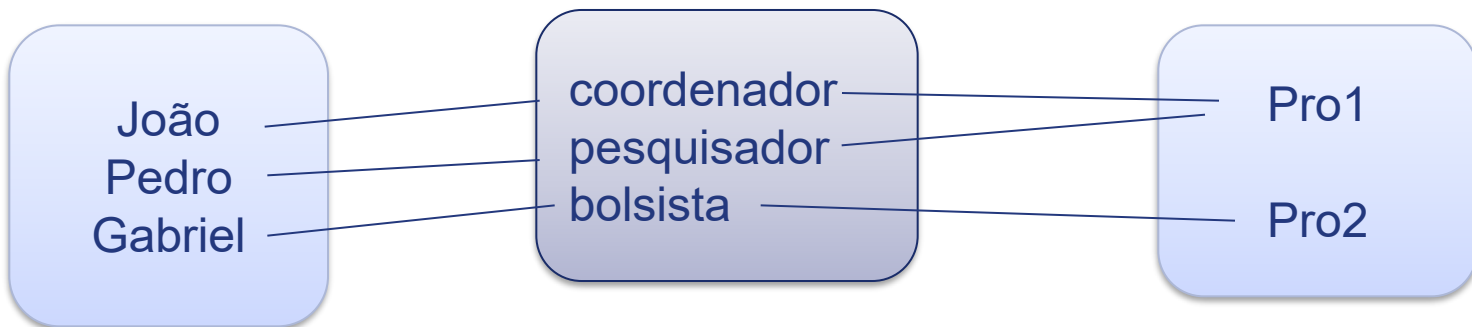 João
Pedro
Gabriel
coordenador
pesquisador
bolsista
Pro1
Pro2